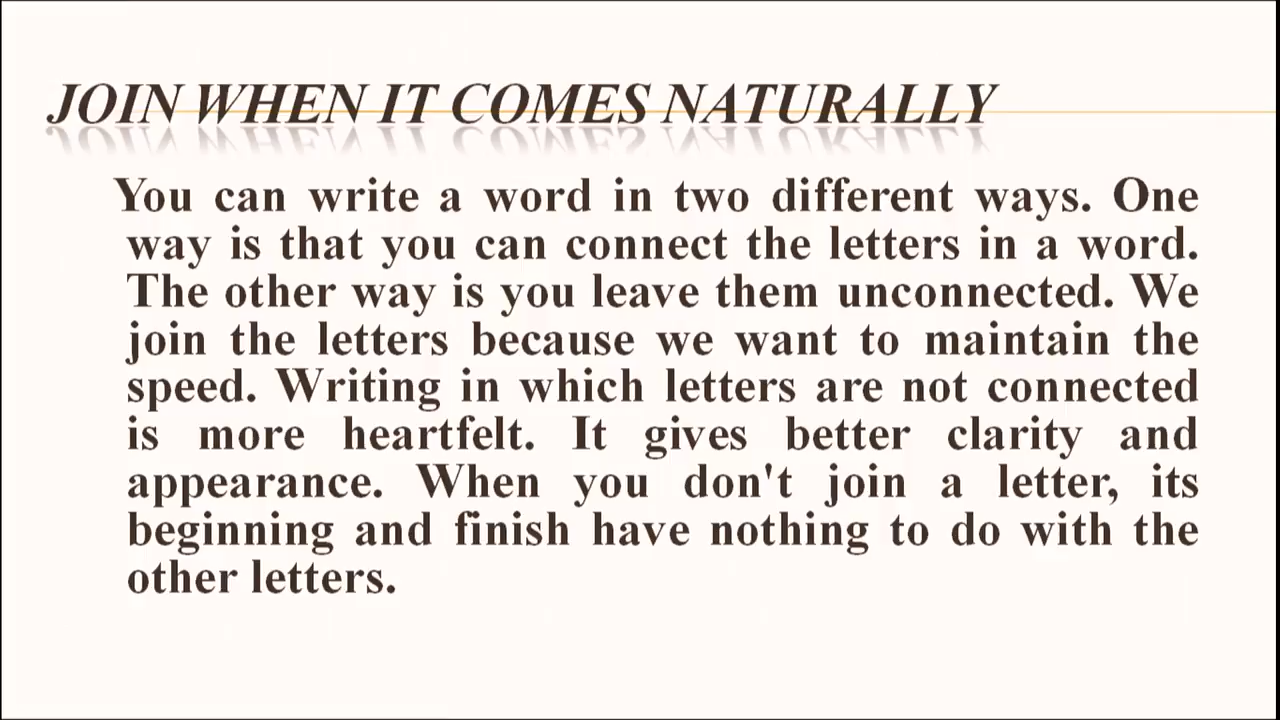 JOIN WHEN IT COMES NATURALLY
You can write a word in two different ways. One
way is that you can connect the letters in a word.
The other way is you leave them unconnected. We
join the letters because we want to maintain the
speed. Writing in which letters are not connected
is more heartfelt. It gives better clarity and
appearance. When you don't join a letter, its
beginning and finish have nothing to do with the
other letters.